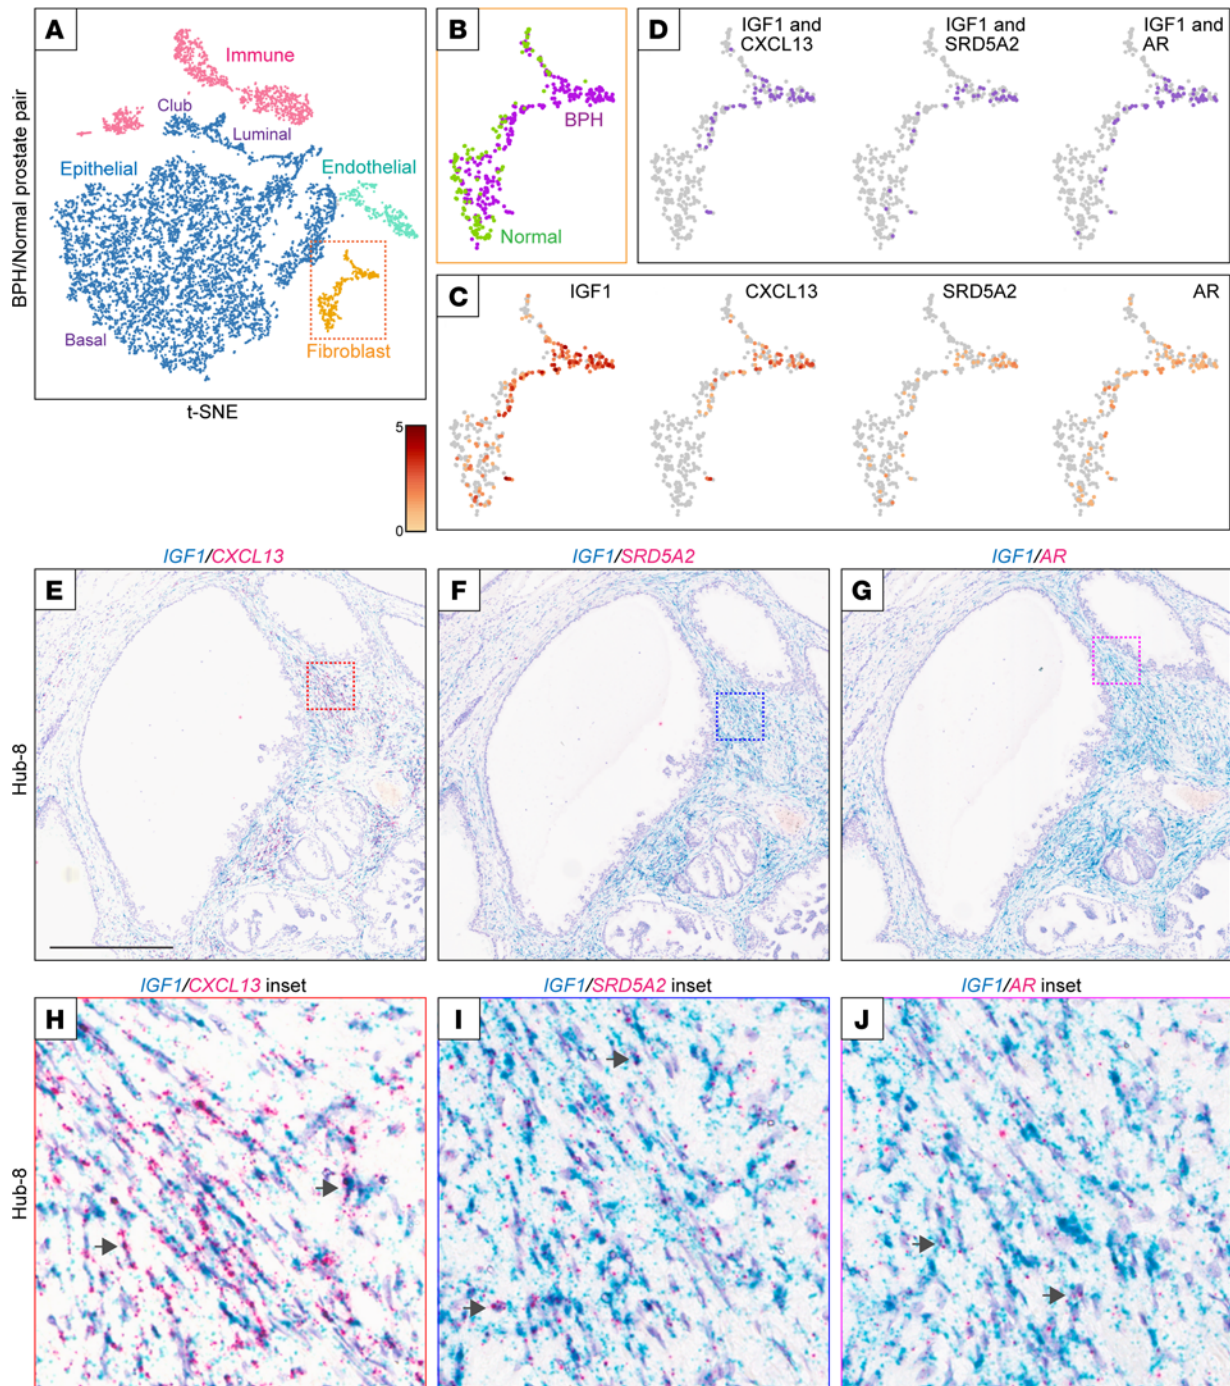 A
Immune
Club
Luminal
Epithelial
Endothelial
Basal
Fibroblast
BPH/Normal prostate pair
t-SNE
B
BPH
Normal
D
IGF1 and
CXCL13
IGF1 and
SRD5A2
IGF1 and
AR
C
IGF1
CXCL13
SRD5A2
AR
5
0
IGF1/CXCL13
IGF1/SRD5A2
IGF1/AR
E
F
G
Hub-8
IGF1/CXCL13 inset
IGF1/SRD5A2 inset
IGF1/AR inset
H
I
J
Hub-8